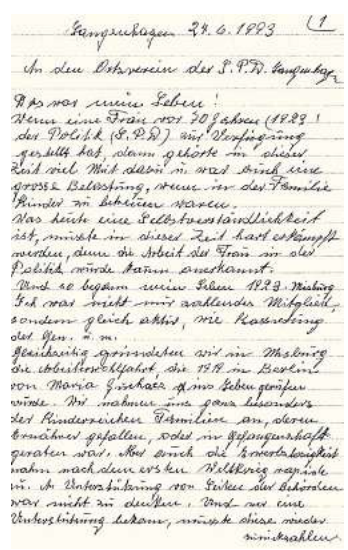 Langenhagen 24.6.1993
(1
An den Ortsverein der S.P.D. Langenhag.
Das war mein Leben!
Wenn eine Frau vor 70 Jahren (1923!
der Politik (S.P.D) zur Verfügung
gestellt hat, dann gehörte in dieser
Zeit viel Mut dazu u. war auch eine
grosse Belastung, wenn in der Familie
Kinder zu betreuen waren.
Was heute eine Selbstverständlichkeit
ist, musste in dieser Zeit hart erkämpft
werden, denn die Arbeit der Frau in der
Politik wurde kaum anerkannt.
Und so begann mein Leben 1923 Misburg
Ich war nicht nur zahlendes Mitglied,
sondern gleich aktiv, wie Kassierung
der Gen. u. m.
Gleichzeitig gründeten wir in Misburg
die Arbeiterwohlfahrt, die 1919 in Berlin
von Maria ins Leben gerufen
wurde. Wir nahmen uns ganz besonders
der Kinderreichen Familien an, deren
Ernährer gefallen, oder in Gefangenschaft
geraten war. Aber auch die Erwerbslosigkeit
nahm nach dem ersten Weltkrieg rapide
zu. A Unterstützung von Seiten der Behörden
war nicht zu denken. Und wer eine
Unterstützung bekam, musste diese wieder
zurückzahlen.